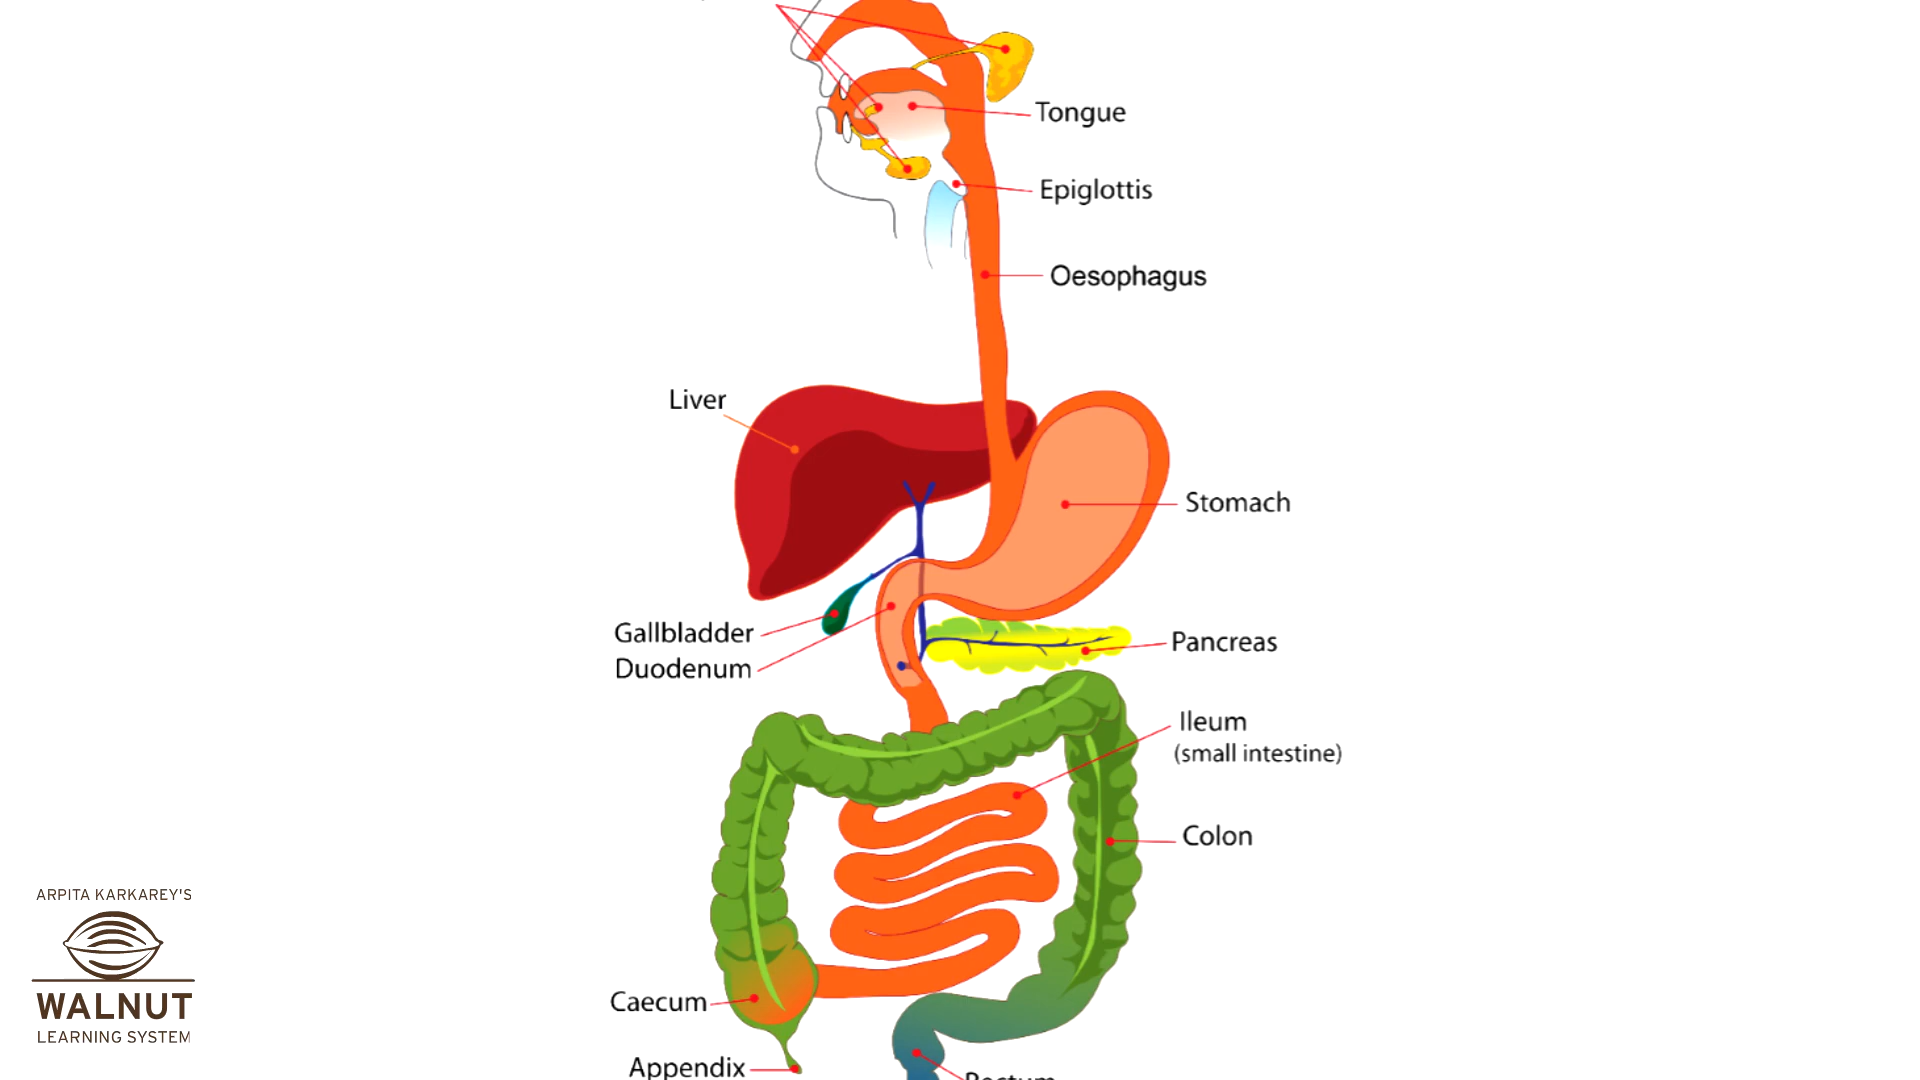 Tongue
Epiglottis
Oesophagus
Liver
Stomach
Gallbladder
Duodenum
Pancreas
Ileum
(small intestine)
Colon
Caecum
Appendix
Rectum
ARPITA KARKAREY'S
WALNUT
LEARNING SYSTEM